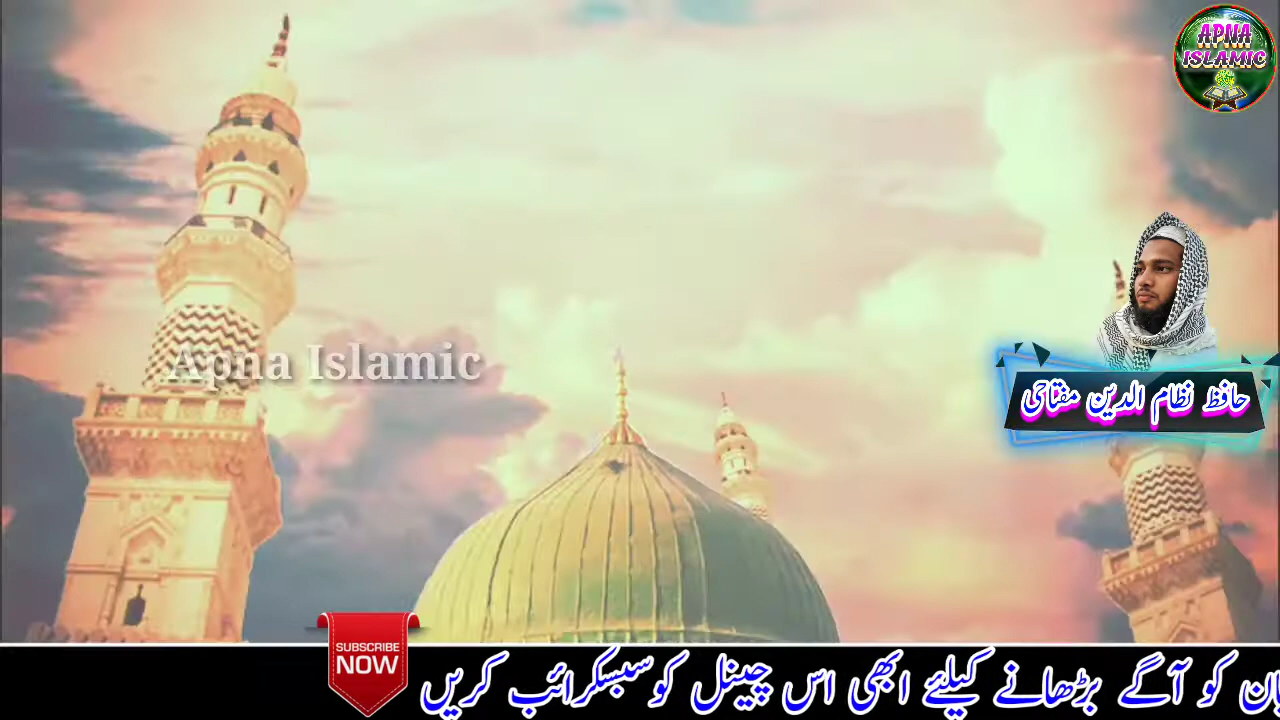 APNA
ISLAMIC
Apna Islamic
حافظ نظام الدین مفتاحی
SUBSCRIBE
NOW
کو آگے بڑھانے کیلئے ابھی اس چینل کو سبسکرائب کریں